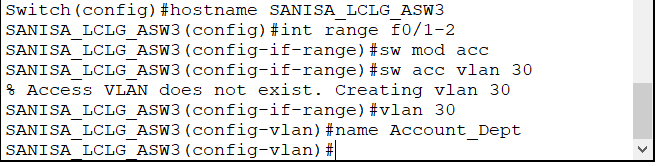 Switch(config)#hostname SANISA_LCLG_ASW3
SANISA_LCLG_ASW3(config)#int range f0/1-2
SANISA_LCLG_ASW3(config-if-range)#sw mod acc
SANISA_LCLG_ASW3(config-if-range)#sw acc vlan 30
% Access VLAN does not exist. Creating vlan 30
SANISA_LCLG_ASW3(config-if-range)#vlan 30
SANISA_LCLG_ASW3(config-vlan)#name Account_Dept
SANISA_LCLG_ASW3(config-vlan)#